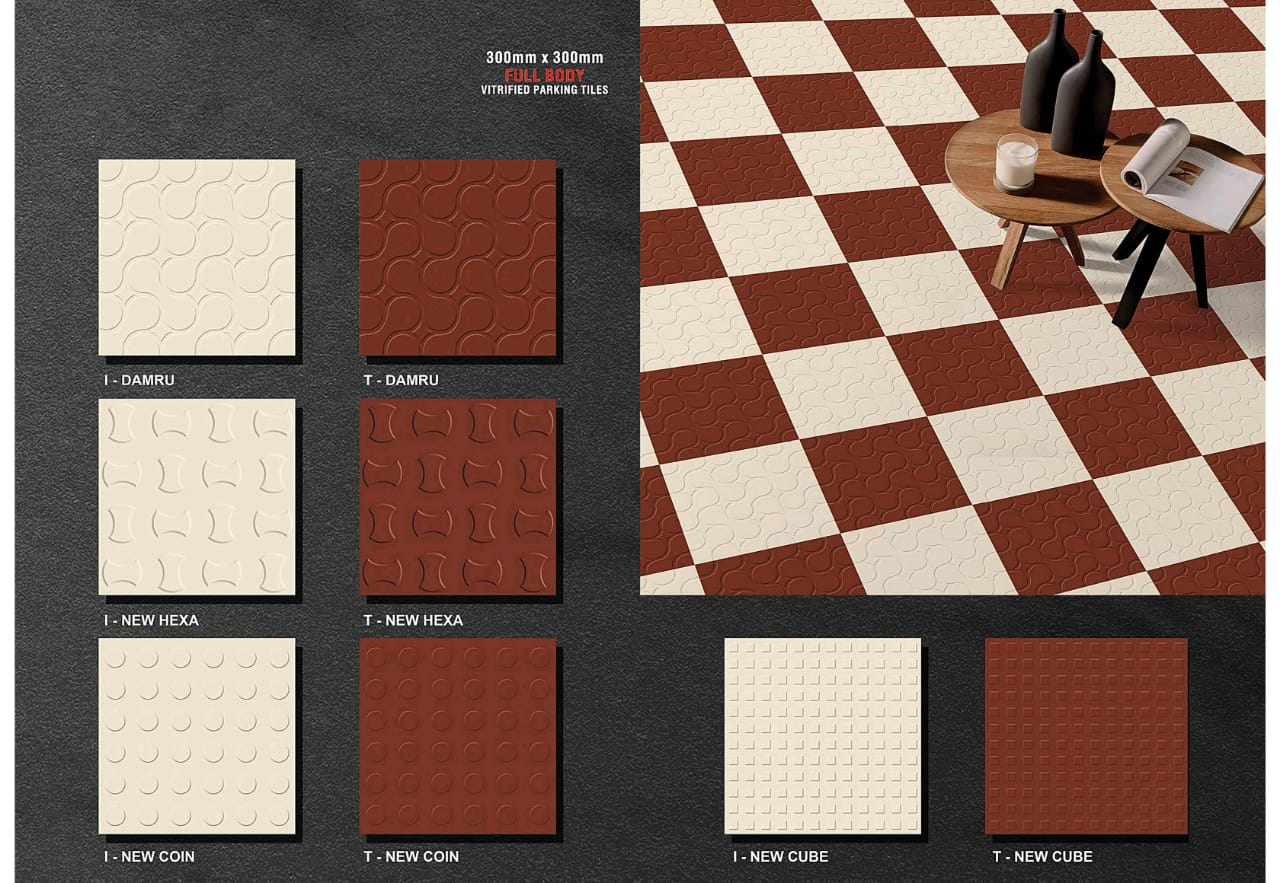 300mm x 300mm
FULL BODY
VITRIFIED PARKING TILES
I - DAMRU
T - DAMRU
I - NEW HEXA
T - NEW HEXA
I - NEW COIN
T - NEW COIN
I - NEW CUBE
T - NEW CUBE